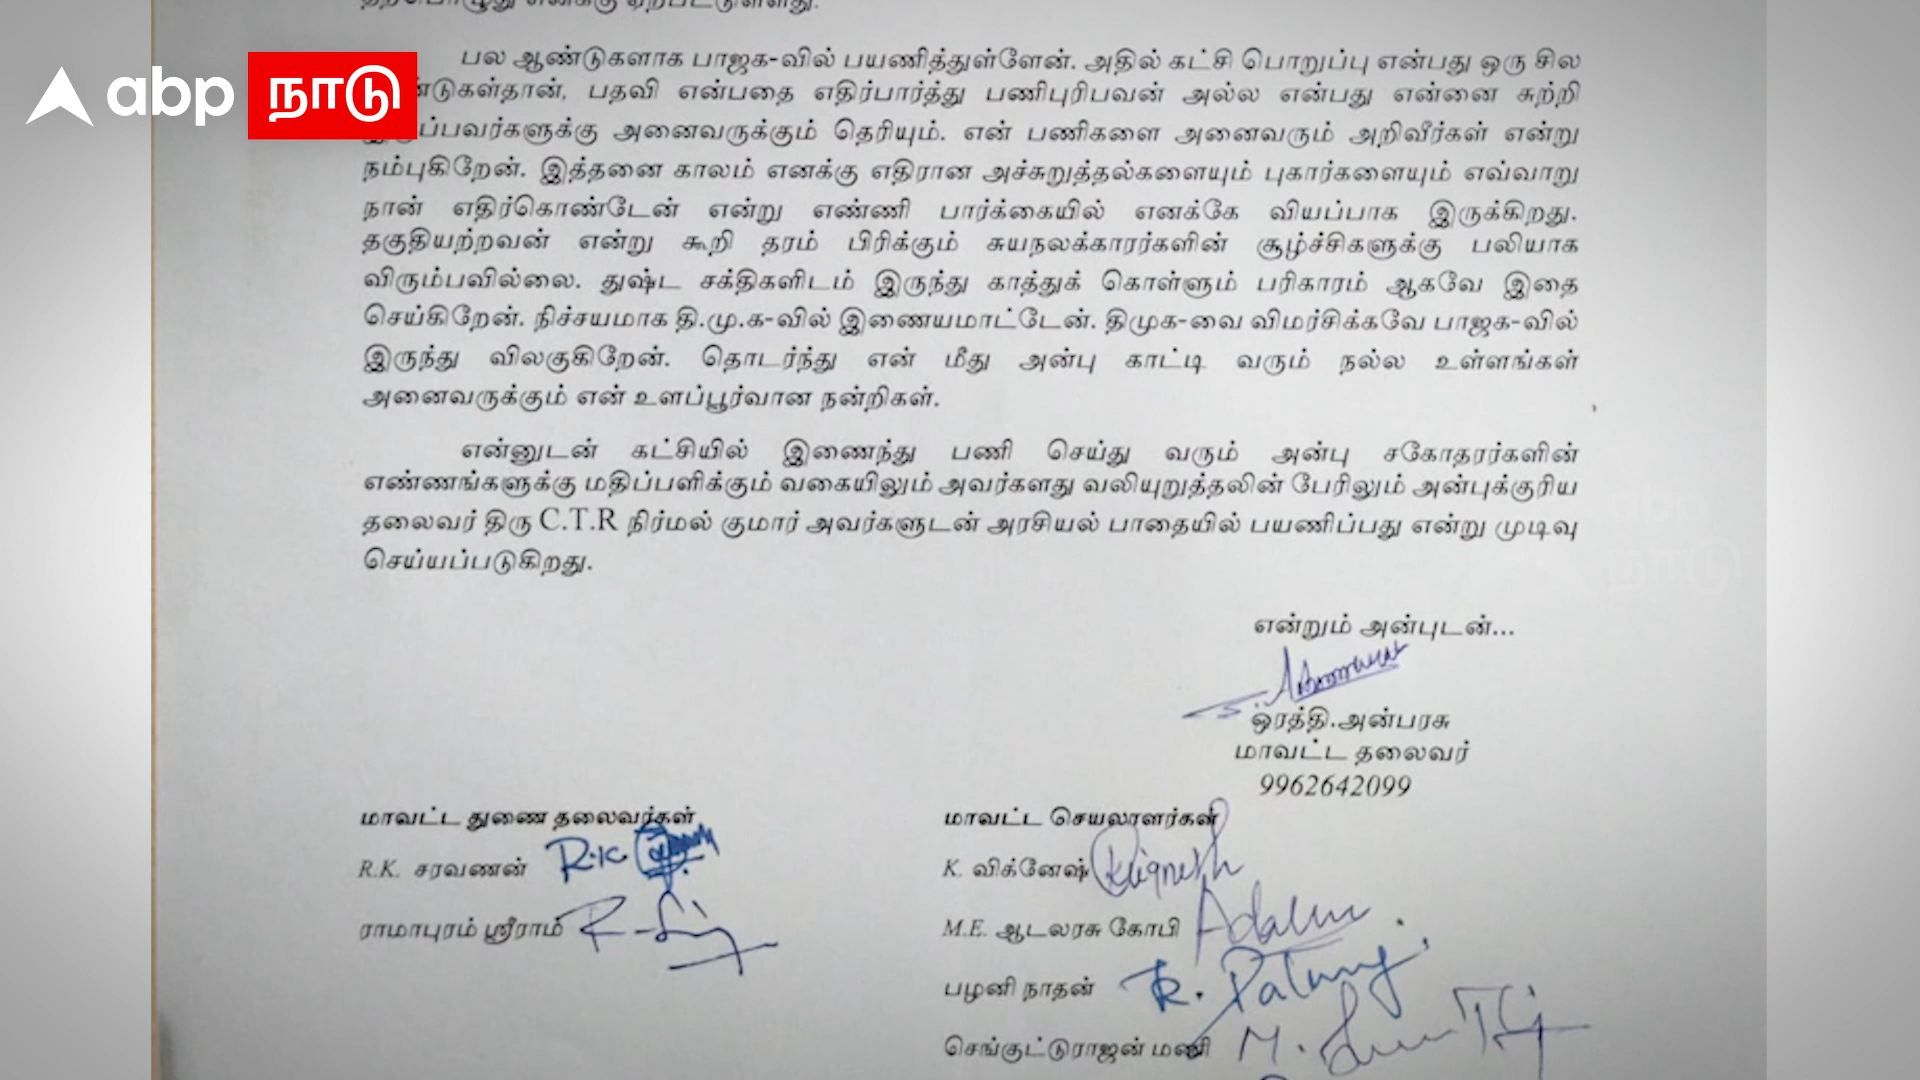 தற்பொழுது எனக்கு ஏற்பட்டுள்ளது.
abp நாடு
பல ஆண்டுகளாக பாஜக-வில் பயணித்துள்ளேன். அதில் கட்சி பொறுப்பு என்பது ஒரு சில
ண்டுகள்தான், பதவி என்பதை எதிர்பார்த்து பணிபுரிபவன் அல்ல என்பது என்னை சுற்றி
இருப்பவர்களுக்கு அனைவருக்கும் தெரியும். என் பணிகளை அனைவரும் அறிவீர்கள் என்று
நம்புகிறேன். இத்தனை காலம் எனக்கு எதிரான அச்சுறுத்தல்களையும் புகார்களையும் எவ்வாறு
நான் எதிர்கொண்டேன் என்று எண்ணி பார்க்கையில் எனக்கே வியப்பாக இருக்கிறது.
தகுதியற்றவன் என்று கூறி தரம் பிரிக்கும் சுயநலக்காரர்களின் சூழ்ச்சிகளுக்கு பலியாக
விரும்பவில்லை. துஷ்ட சக்திகளிடம் இருந்து காத்துக் கொள்ளும் பரிகாரம் ஆகவே இதை
செய்கிறேன். நிச்சயமாக தி.மு.க-வில் இணையமாட்டேன். திமுக-வை விமர்சிக்கவே பாஜக-வில்
இருந்து விலகுகிறேன். தொடர்ந்து என் மீது அன்பு காட்டி வரும் நல்ல உள்ளங்கள்
அனைவருக்கும் என் உளப்பூர்வான நன்றிகள்.
என்னுடன் கட்சியில் இணைந்து பணி செய்து வரும் அன்பு சகோதரர்களின்
எண்ணங்களுக்கு மதிப்பளிக்கும் வகையிலும் அவர்களது வலியுறுத்தலின் பேரிலும் அன்புக்குரிய
தலைவர் திரு C.T.R நிர்மல் குமார் அவர்களுடன் அரசியல் பாதையில் பயணிப்பது என்று முடிவு
செய்யப்படுகிறது.
என்றும் அன்புடன்...
ஒரத்தி.அன்பரசு
மாவட்ட தலைவர்
9962642099
மாவட்ட துணை தலைவர்கள்
R.K. சரவணன் R.K.
ராமாபுரம் ஸ்ரீராம்
மாவட்ட செயலாளர்கள்
K. விக்னேஷ் Kvignesh
M.E. ஆடலரசு கோபி
பழனி நாதன்
செங்குட்டுராஜன் மணி